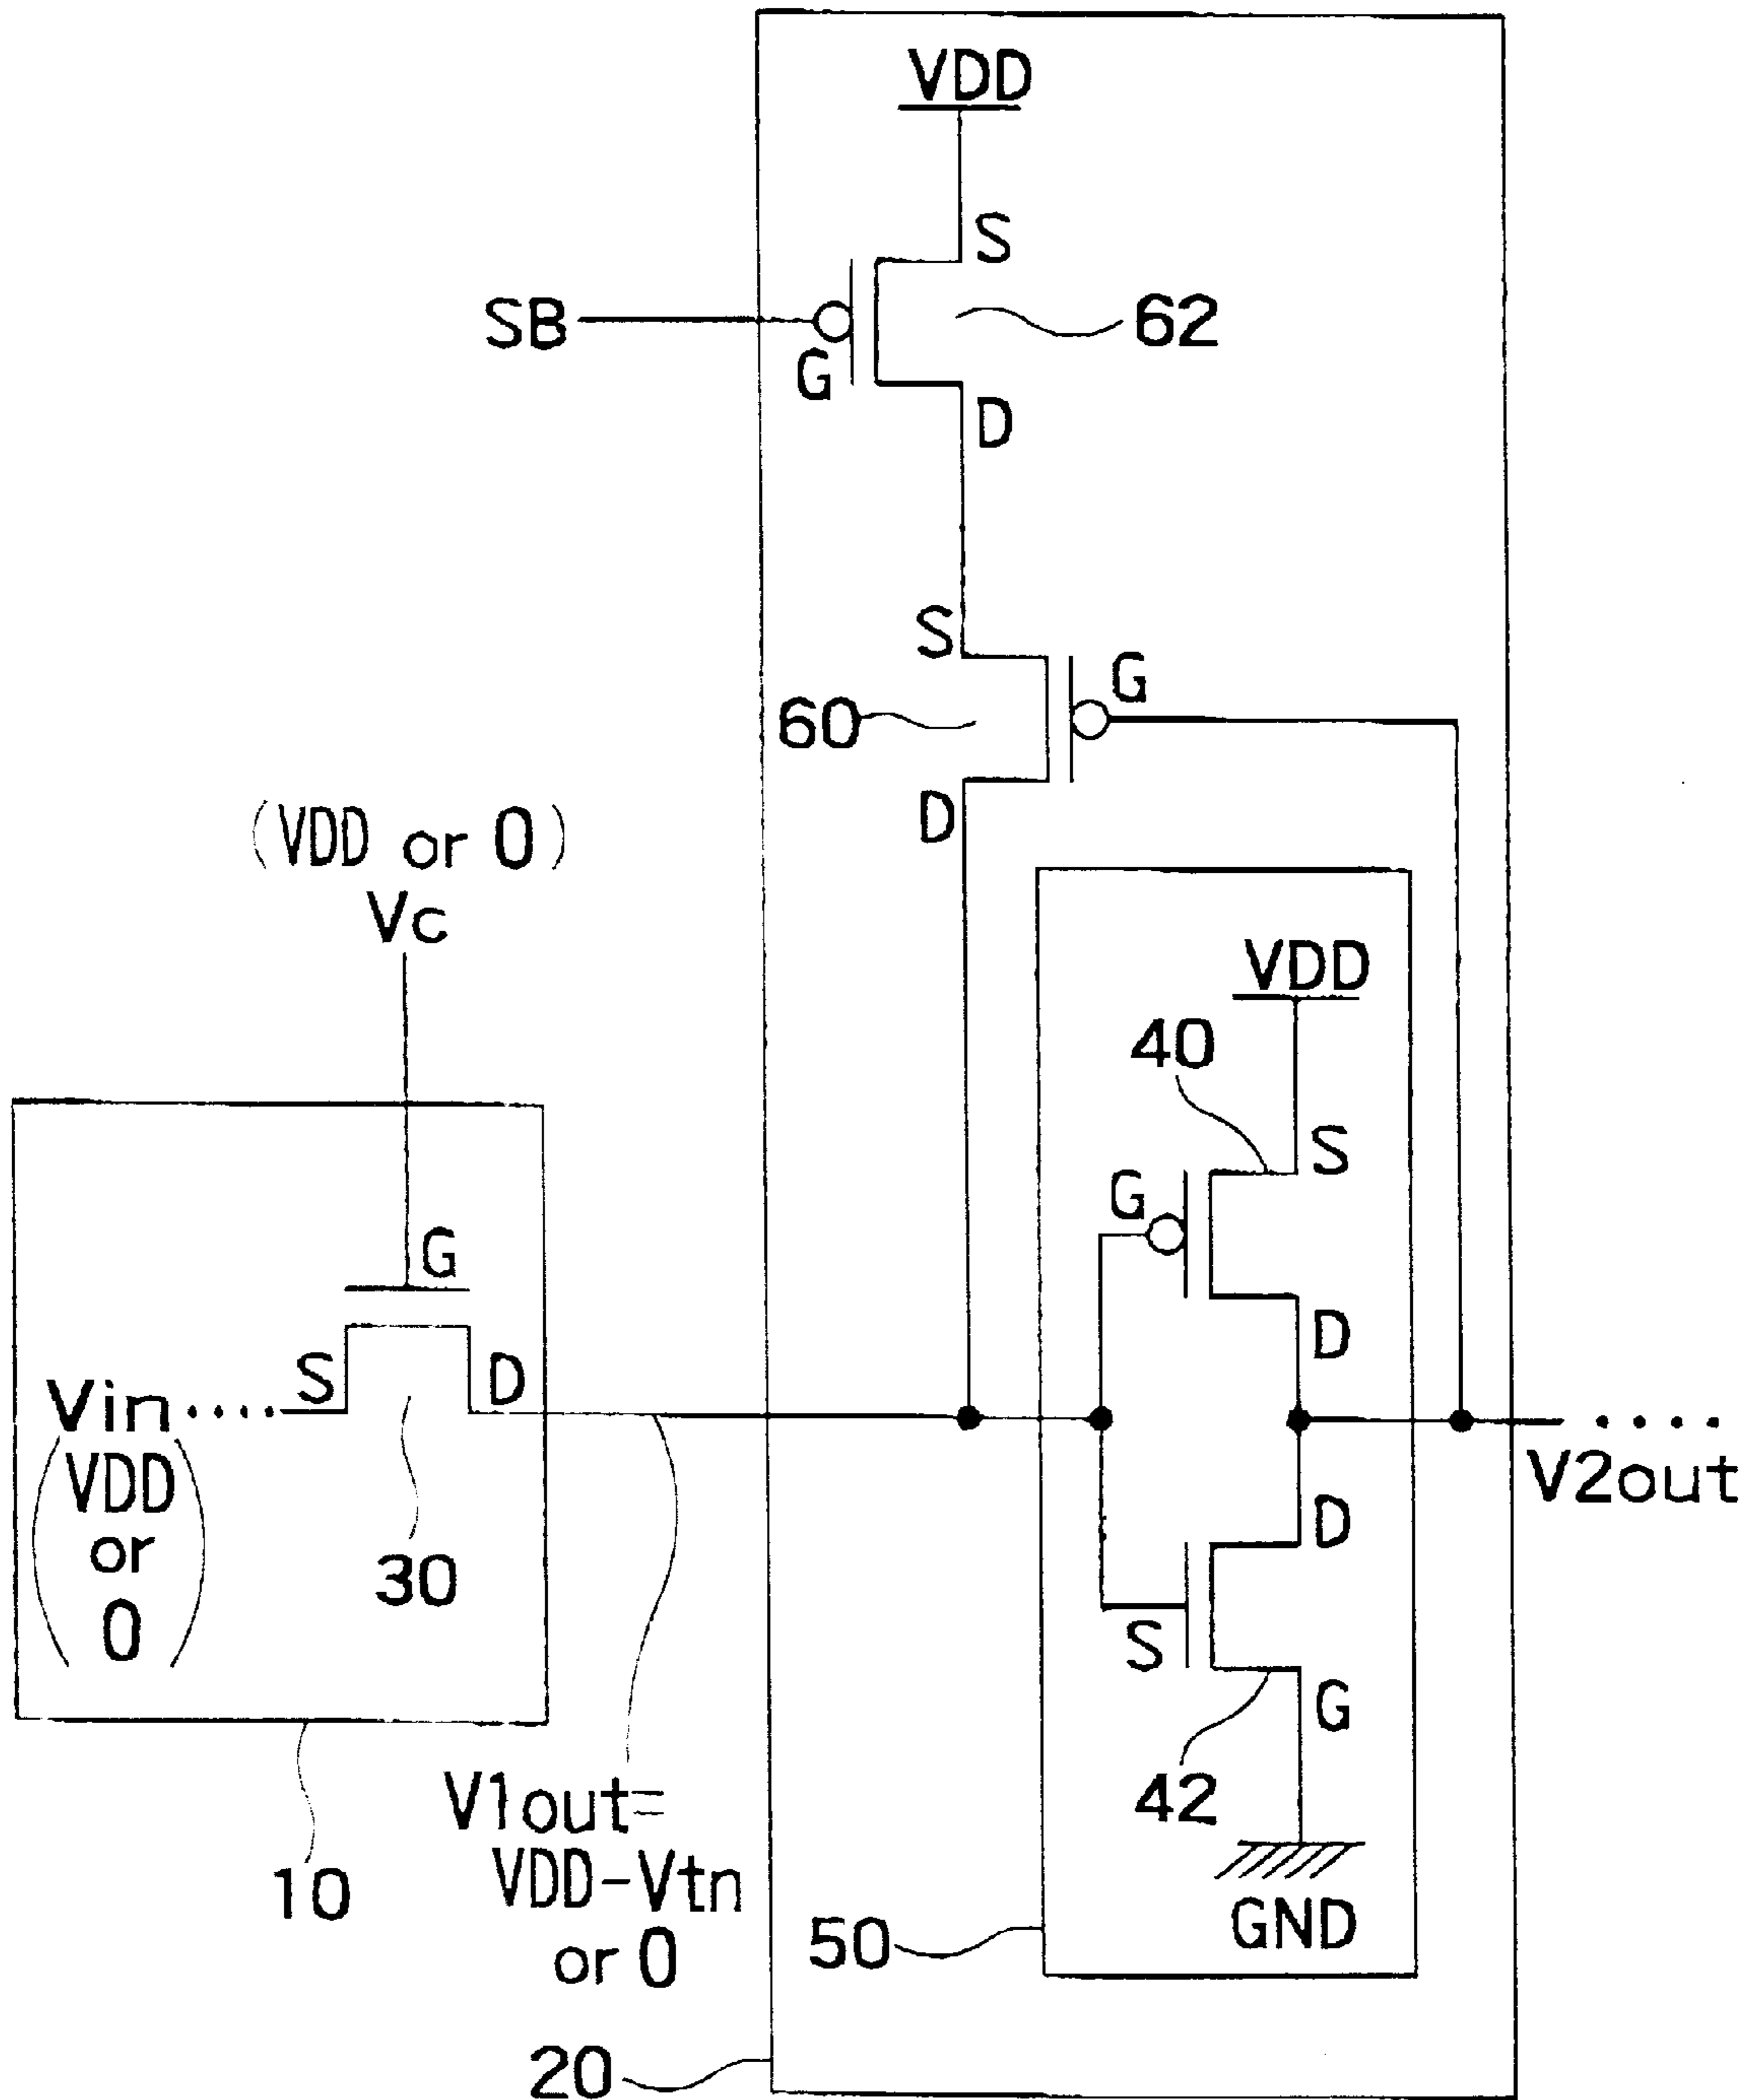 VDD
S
SB
62
G
D
S
G
60
D
(VDD or 0)
Vc
VDD
40
S
G
G
D
S
D
Vin
(VDD
or
0)
V2out
D
30
S
G
42
V1out=
VDD-Vtn
or 0
10
50
GND
20